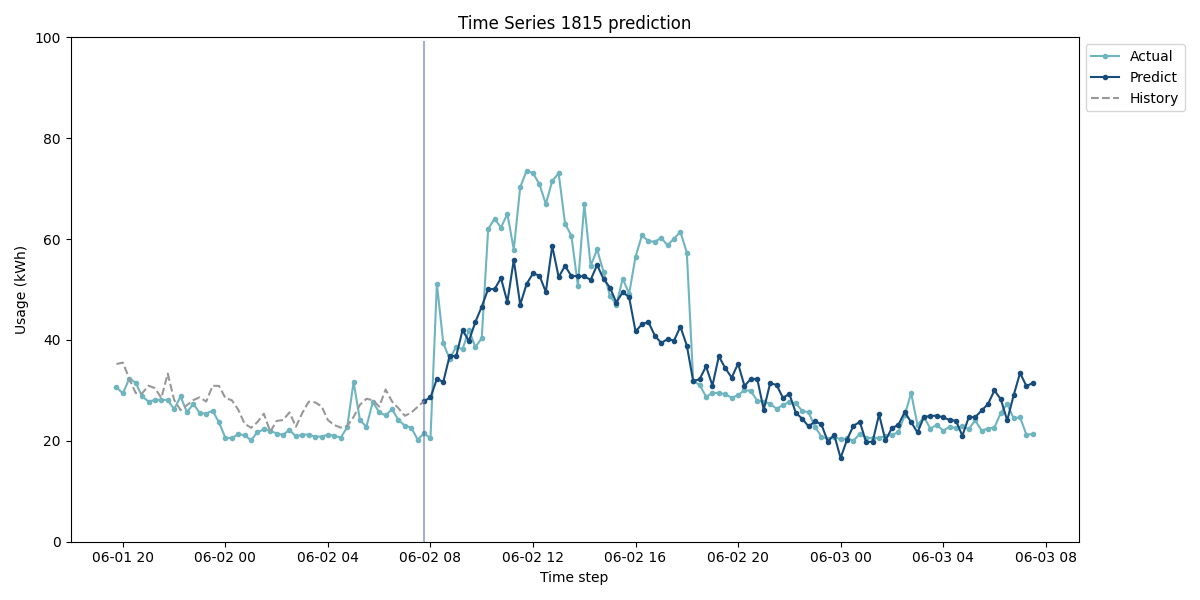 Time Series 1815 prediction
100
80
60
40
20
0
Usage (kWh)
06-01 20
06-02 00
06-02 04
06-02 08
06-02 12
06-02 16
06-02 20
06-03 00
06-03 04
06-03 08
Time step
Actual
Predict
History